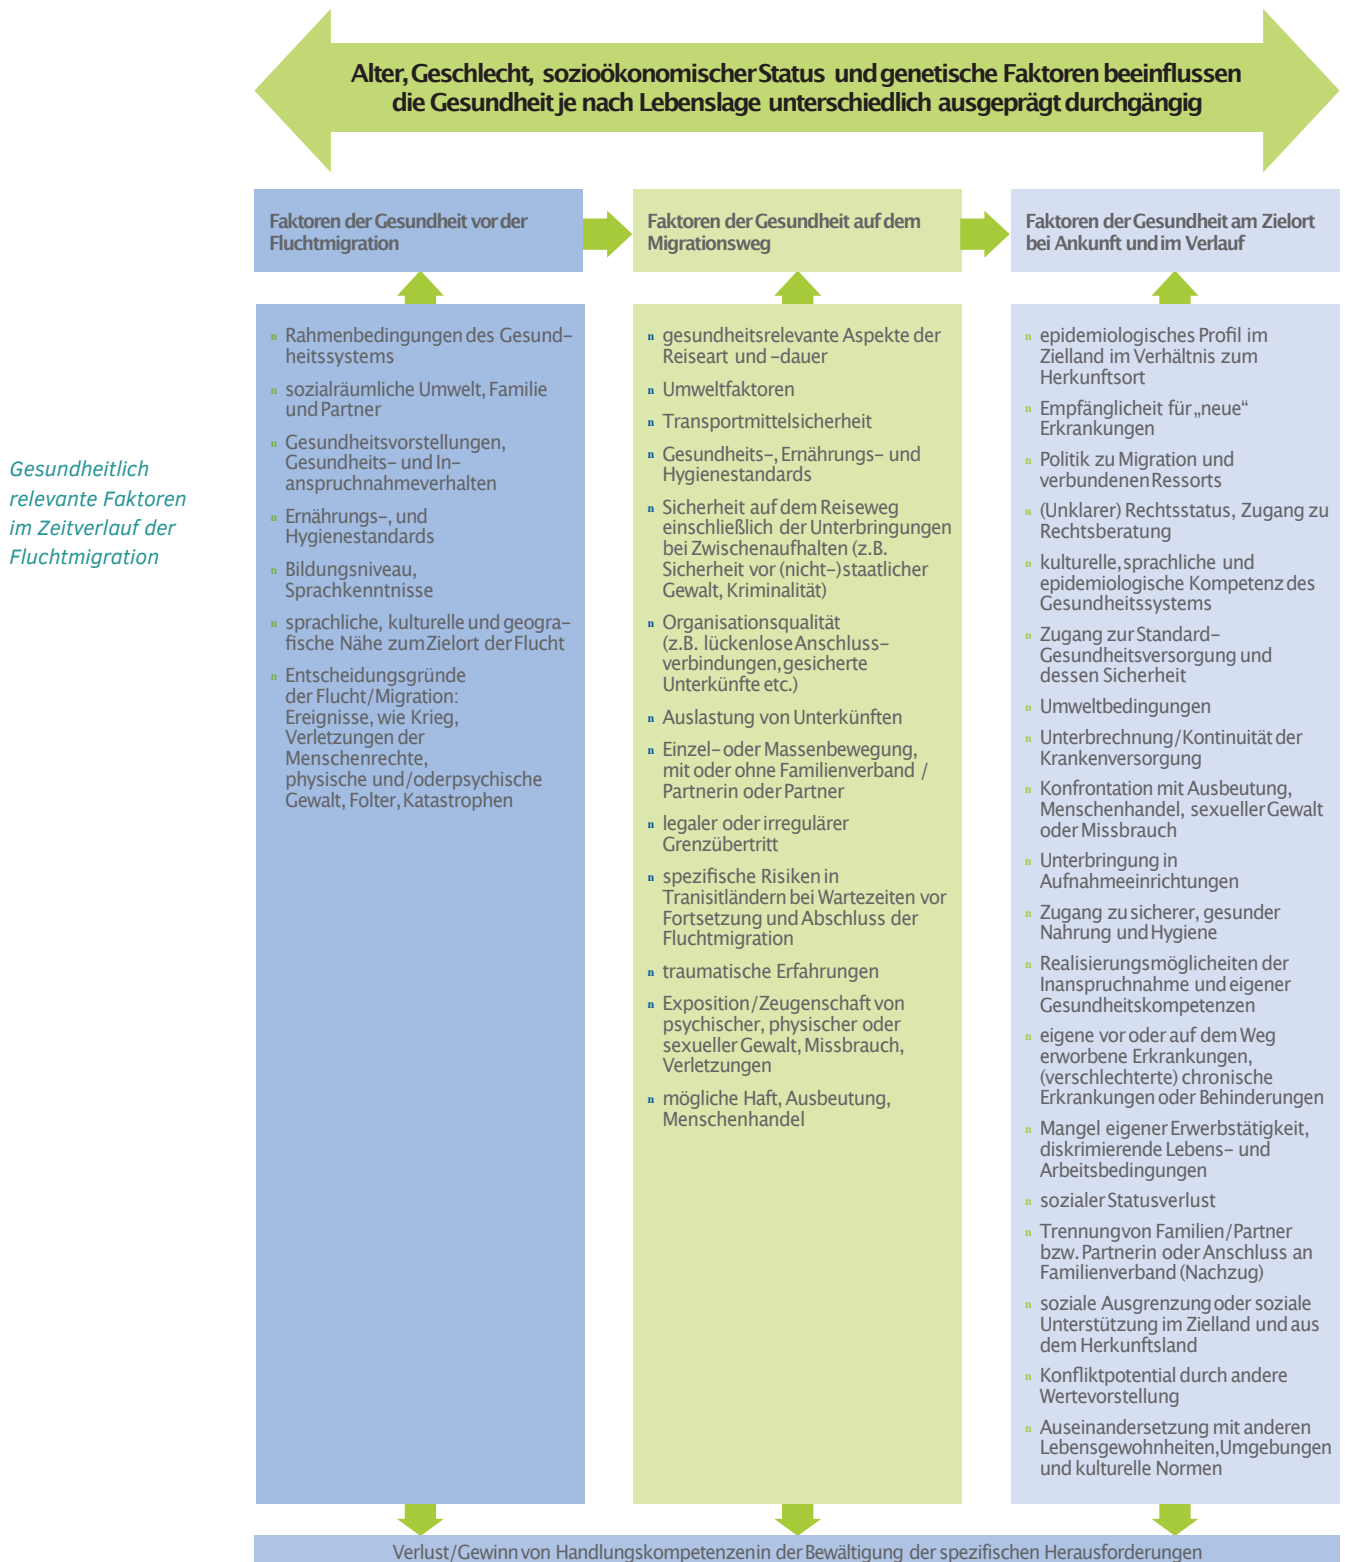 Alter, Geschlecht, sozioökonomischer Status und genetische Faktoren beeinflussen
die Gesundheit je nach Lebenslage unterschiedlich ausgeprägt durchgängig
Gesundheitlich
relevante Faktoren
im Zeitverlauf der
Fluchtmigration
Faktoren der Gesundheit vor der
Fluchtmigration
n Rahmenbedingungen des Gesund-
heitssystems
n sozialräumliche Umwelt, Familie
und Partner
n Gesundheitsvorstellungen,
Gesundheits- und In-
anspruchnahmeverhalten
n Ernährungs-, und
Hygienestandards
n Bildungsniveau,
Sprachkenntnisse
n sprachliche, kulturelle und geogra-
fische Nähe zum Zielort der Flucht
n Entscheidungsgründe
der Flucht/Migration:
Ereignisse, wie Krieg,
Verletzungen der
Menschenrechte,
physische und/oderpsychische
Gewalt, Folter, Katastrophen
Faktoren der Gesundheit auf dem
Migrationsweg
n gesundheitsrelevante Aspekte der
Reiseart und -dauer
n Umweltfaktoren
n Transportmittelsicherheit
n Gesundheits-, Ernährungs- und
Hygienestandards
n Sicherheit auf dem Reiseweg
einschließlich der Unterbringungen
bei Zwischenaufhalten (z.B.
Sicherheit vor (nicht-)staatlicher
Gewalt, Kriminalität)
n Organisationsqualität
(z.B. lückenlose Anschluss-
verbindungen, gesicherte
Unterkünfte etc.)
n Auslastung von Unterkünften
n Einzel- oder Massenbewegung,
mit oder ohne Familienverband /
Partnerin oder Partner
n legaler oder irregulärer
Grenzübertritt
n spezifische Risiken in
Tranisitländern bei Wartezeiten vor
Fortsetzung und Abschluss der
Fluchtmigration
n traumatische Erfahrungen
n Exposition/Zeugenschaft von
psychischer, physischer oder
sexueller Gewalt, Missbrauch,
Verletzungen
n mögliche Haft, Ausbeutung,
Menschenhandel
Faktoren der Gesundheit am Zielort
bei Ankunft und im Verlauf
n epidemiologisches Profil im
Zielland im Verhältnis zum
Herkunftsort
n Empfänglicheit für „neue“
Erkrankungen
n Politik zu Migration und
verbundenen Ressorts
n (Unklarer) Rechtsstatus, Zugang zu
Rechtsberatung
n kulturelle, sprachliche und
epidemiologische Kompetenz des
Gesundheitssystems
n Zugang zur Standard-
Gesundheitsversorgung und
dessen Sicherheit
n Umweltbedingungen
n Unterbrechnung/Kontinuität der
Krankenversorgung
n Konfrontation mit Ausbeutung,
Menschenhandel, sexueller Gewalt
oder Missbrauch
n Unterbringung in
Aufnahmeeinrichtungen
n Zugang zu sicherer, gesunder
Nahrung und Hygiene
n Realisierungsmöglicheiten der
Inanspruchnahme und eigener
Gesundheitskompetenzen
n eigene vor oder auf dem Weg
erworbene Erkrankungen,
(verschlechterte) chronische
Erkrankungen oder Behinderungen
n Mangel eigener Erwerbstätigkeit,
diskriminierende Lebens- und
Arbeitsbedingungen
n sozialer Statusverlust
n Trennung von Familien/Partner
bzw. Partnerin oder Anschluss an
Familienverband (Nachzug)
n soziale Ausgrenzung oder soziale
Unterstützung im Zielland und aus
dem Herkunftsland
n Konfliktpotential durch andere
Wertevorstellung
n Auseinandersetzung mit anderen
Lebensgewohnheiten, Umgebungen
und kulturelle Normen
Verlust/Gewinn von Handlungskompetenzen in der Bewältigung der spezifischen Herausforderungen